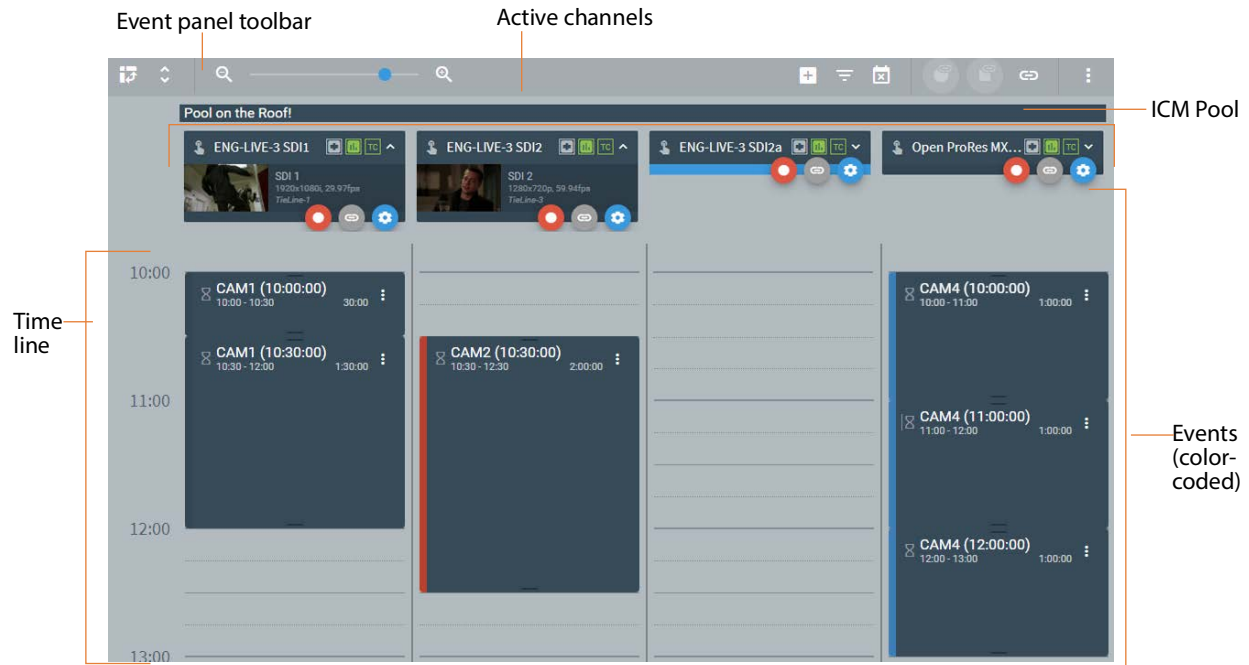 Event panel toolbar
Active channels
Pool on the Roof!
ICM Pool
ENG-LIVE-3 SDI1
TC
SDI 1
1920x1080i, 29.97fps
TieLine-1
ENG-LIVE-3 SDI2
TC
SDI 2
1280x720p, 59.94fps
TieLine-3
ENG-LIVE-3 SDI2a
TC
Open ProRes MX...
TC
Time
line
10:00
11:00
12:00
13:00
CAM1 (10:00:00)
10:00 - 10:30 30:00
CAM1 (10:30:00)
10:30 - 12:00 1:30:00
CAM2 (10:30:00)
10:30 - 12:30 2:00:00
CAM4 (10:00:00)
10:00 - 11:00 1:00:00
CAM4 (11:00:00)
11:00 - 12:00 1:00:00
CAM4 (12:00:00)
12:00 - 13:00 1:00:00
Events
(color-
coded)